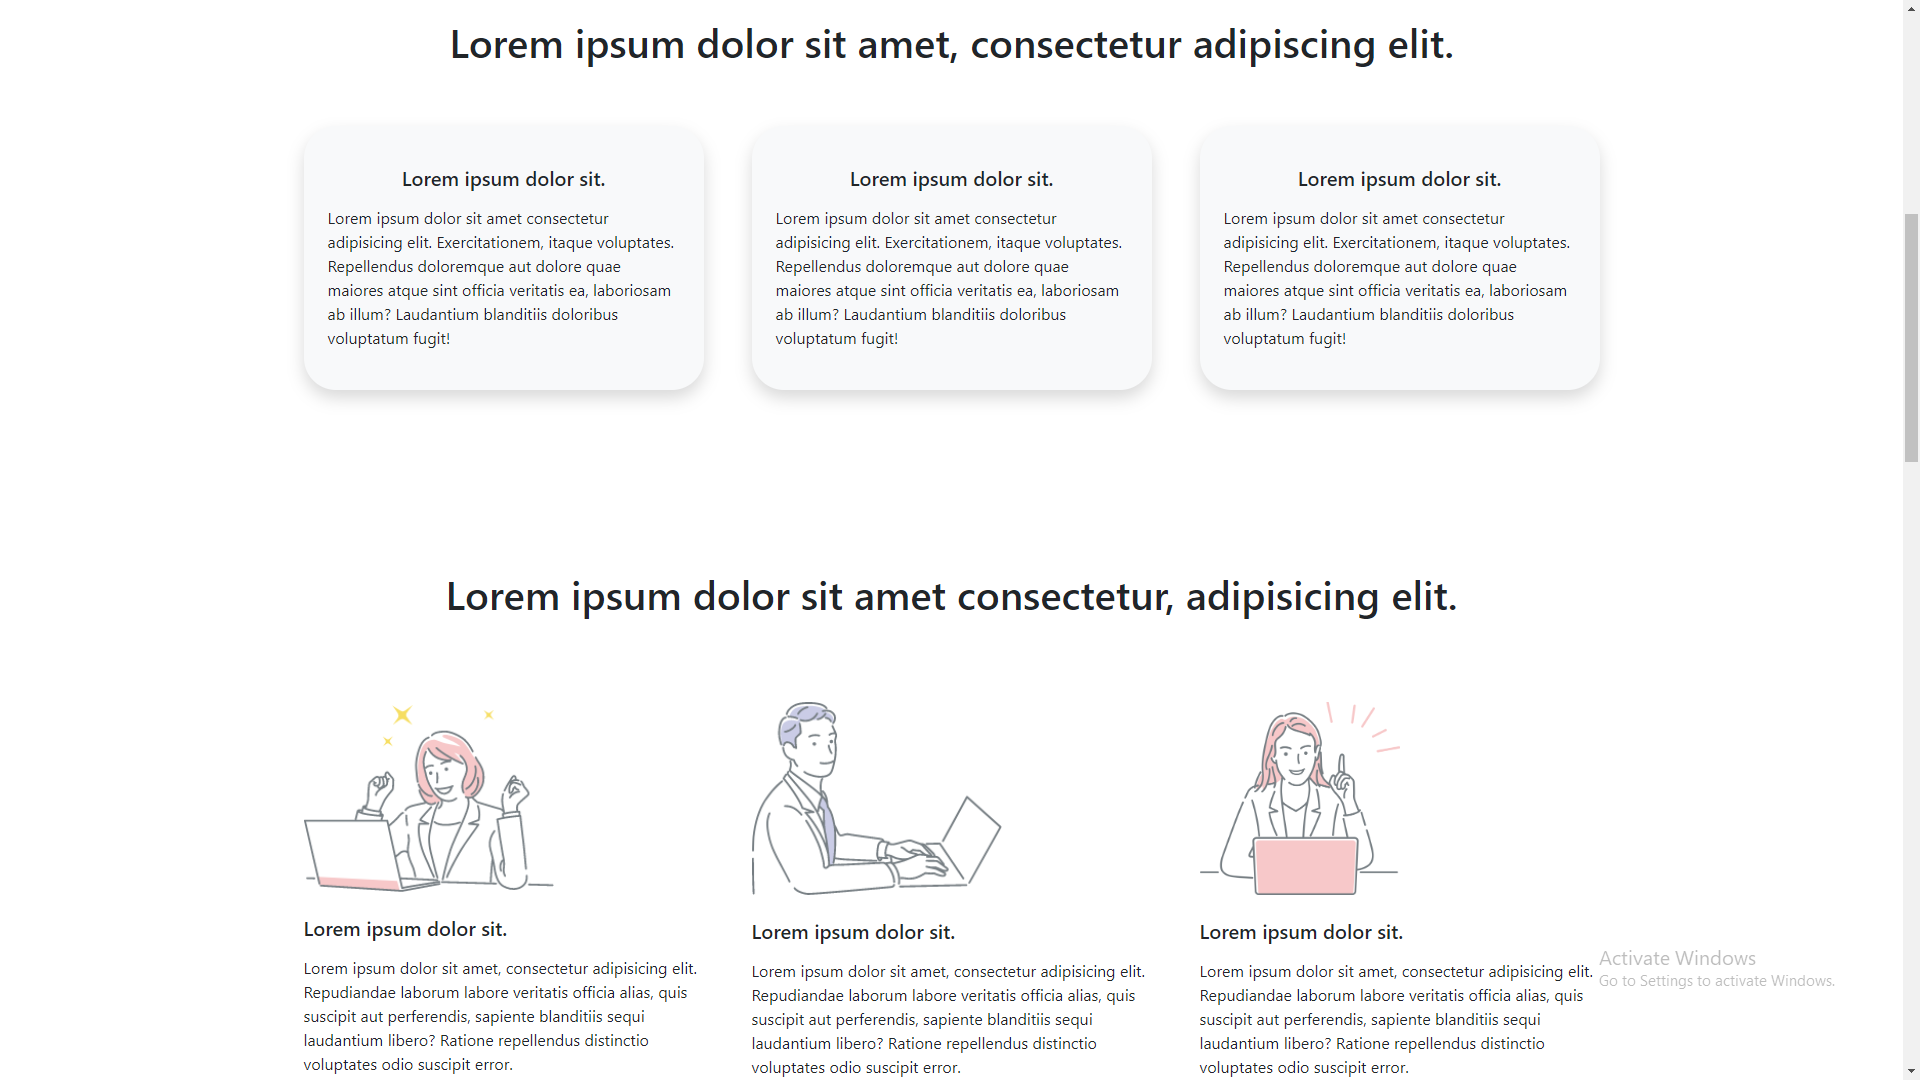 Lorem ipsum dolor sit amet, consectetur adipiscing elit.
Lorem ipsum dolor sit.
Lorem ipsum dolor sit amet consectetur
adipisicing elit. Exercitationem, itaque voluptates.
Repellendus doloremque aut dolore quae
maiores atque sint officia veritatis ea, laboriosam
ab illum? Laudantium blanditiis doloribus
voluptatum fugit!
Lorem ipsum dolor sit.
Lorem ipsum dolor sit amet consectetur
adipisicing elit. Exercitationem, itaque voluptates.
Repellendus doloremque aut dolore quae
maiores atque sint officia veritatis ea, laboriosam
ab illum? Laudantium blanditiis doloribus
voluptatum fugit!
Lorem ipsum dolor sit.
Lorem ipsum dolor sit amet consectetur
adipisicing elit. Exercitationem, itaque voluptates.
Repellendus doloremque aut dolore quae
maiores atque sint officia veritatis ea, laboriosam
ab illum? Laudantium blanditiis doloribus
voluptatum fugit!
Lorem ipsum dolor sit amet consectetur, adipisicing elit.
Lorem ipsum dolor sit.
Lorem ipsum dolor sit amet, consectetur adipisicing elit.
Repudiandae laborum labore veritatis officia alias, quis
suscipit aut perferendis, sapiente blanditiis sequi
laudantium libero? Ratione repellendus distinctio
voluptates odio suscipit error.
Lorem ipsum dolor sit.
Lorem ipsum dolor sit amet, consectetur adipisicing elit.
Repudiandae laborum labore veritatis officia alias, quis
suscipit aut perferendis, sapiente blanditiis sequi
laudantium libero? Ratione repellendus distinctio
voluptates odio suscipit error.
Lorem ipsum dolor sit.
Lorem ipsum dolor sit amet, consectetur adipisicing elit.
Repudiandae laborum labore veritatis officia alias, quis
suscipit aut perferendis, sapiente blanditiis sequi
laudantium libero? Ratione repellendus distinctio
voluptates odio suscipit error.
Activate Windows
Go to Settings to activate Windows.